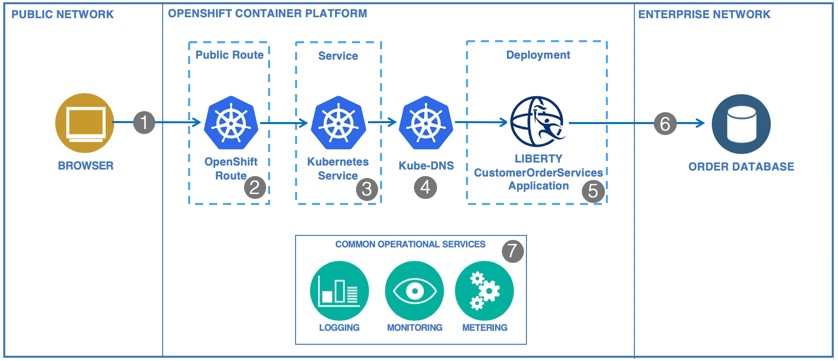 PUBLIC NETWORK
OPENSHIFT CONTAINER PLATFORM
ENTERPRISE NETWORK
Public Route
Service
Deployment
1
6
BROWSER
OpenShift
Route
2
Kubernetes
Service
3
Kube-DNS
4
LIBERTY
CustomerOrderServices
Application
5
ORDER DATABASE
COMMON OPERATIONAL SERVICES
7
LOGGING
MONITORING
METERING